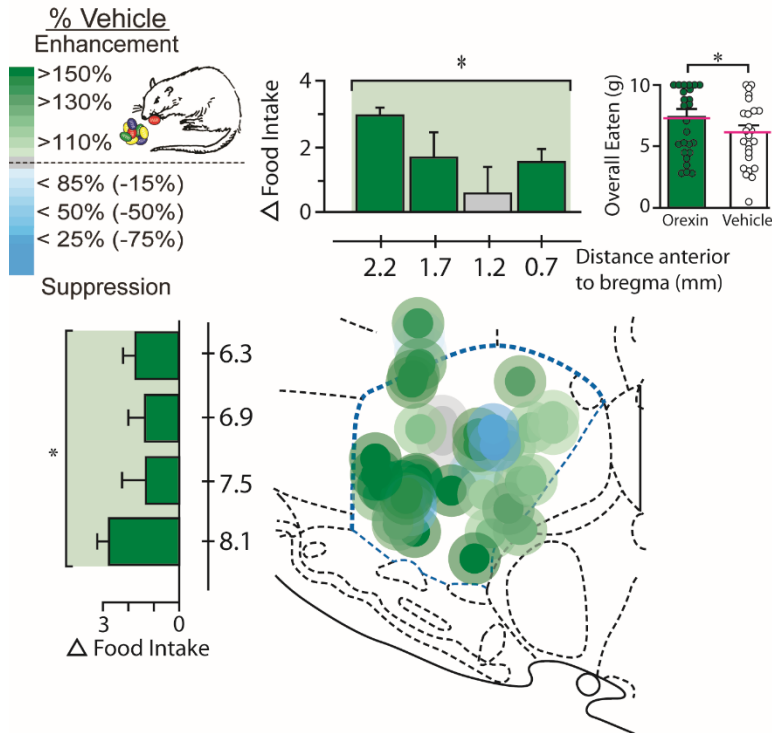 % Vehicle
Enhancement
>150%
>130%
>110%
< 85% (-15%)
< 50% (-50%)
< 25% (-75%)
Suppression
*
4
2
0
Δ Food Intake
2.2
1.7
1.2
0.7
Distance anterior
to bregma (mm)
*
10
5
0
Overall Eaten (g)
Orexin
Vehicle
*
6.3
6.9
7.5
8.1
3
0
Δ Food Intake